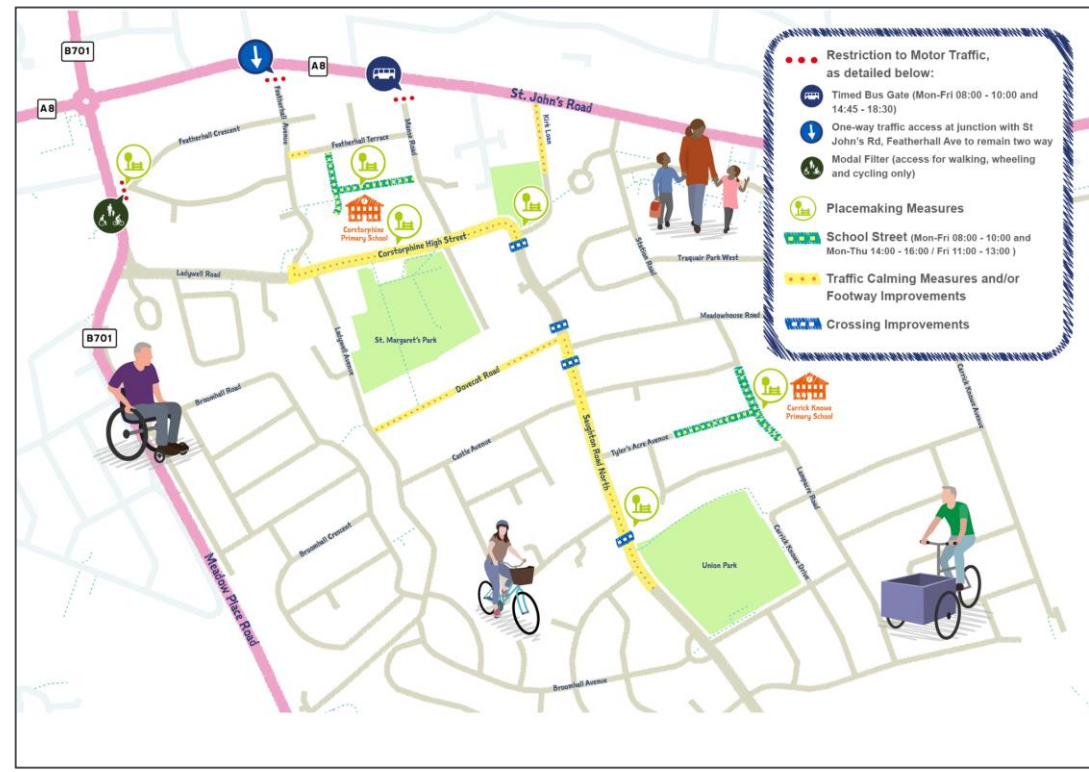 B701
A8
A8
St. John's Road
Featherhall Crescent
Featherhall Avenue
Featherhall Terrace
Manse Road
Kirk Loan
Corstorphine
Primary School
Corstorphine High Street
Ladywell Road
Ladywell Avenue
St. Margaret's Park
Station Road
Traquair Park West
Meadowhouse Road
B701
Broomhall Road
Dovecot Road
Castle Avenue
Saughton Road North
Tyler's Acre Avenue
Carrick Knowe
Primary School
Carrick Knowe Avenue
Lampacre Road
Carrick Knowe Drive
Union Park
Broomhall Crescent
Meadow Place Road
Broomhall Avenue
Restriction to Motor Traffic,
as detailed below:
Timed Bus Gate (Mon-Fri 08:00 - 10:00 and
14:45 - 18:30)
One-way traffic access at junction with St
John's Rd, Featherhall Ave to remain two way
Modal Filter (access for walking, wheeling
and cycling only)
Placemaking Measures
School Street (Mon-Fri 08:00 - 10:00 and
Mon-Thu 14:00 - 16:00 / Fri 11:00 - 13:00 )
Traffic Calming Measures and/or
Footway Improvements
Crossing Improvements